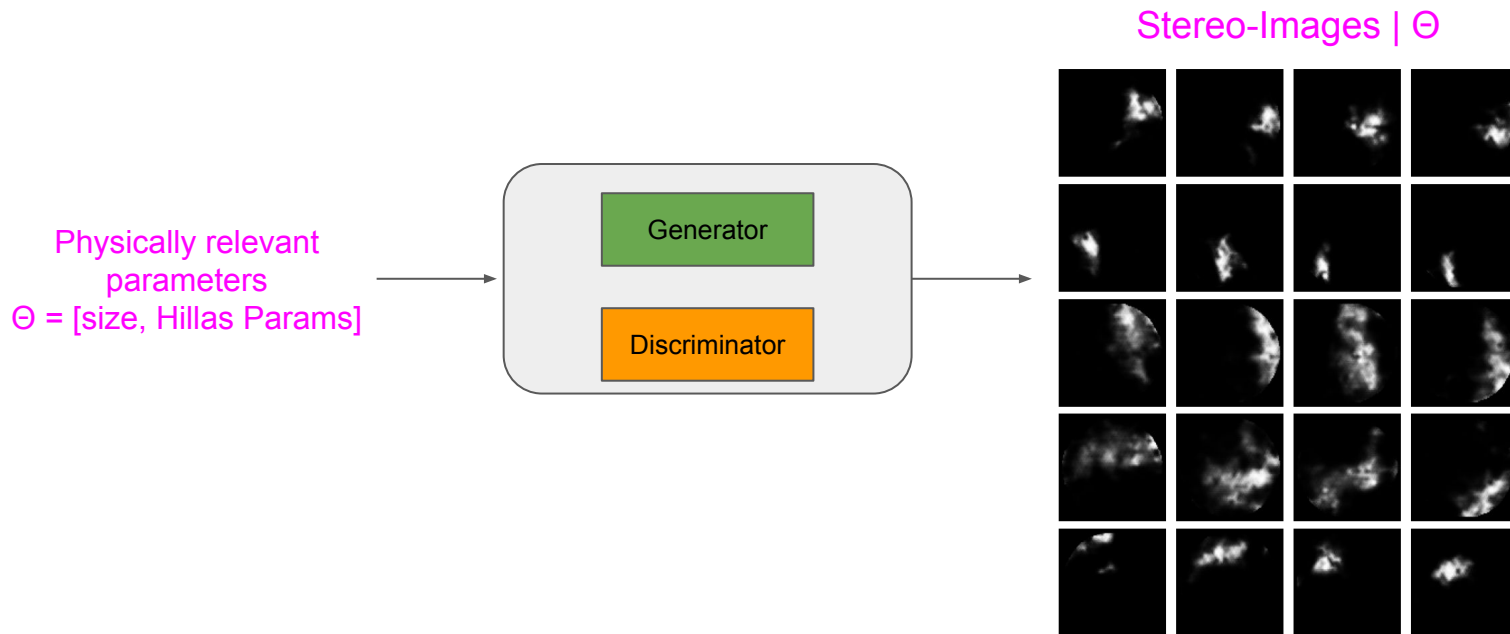 Stereo-Images | Θ
Generator
Physically relevant
parameters
Θ = [size, Hillas Params]
Discriminator